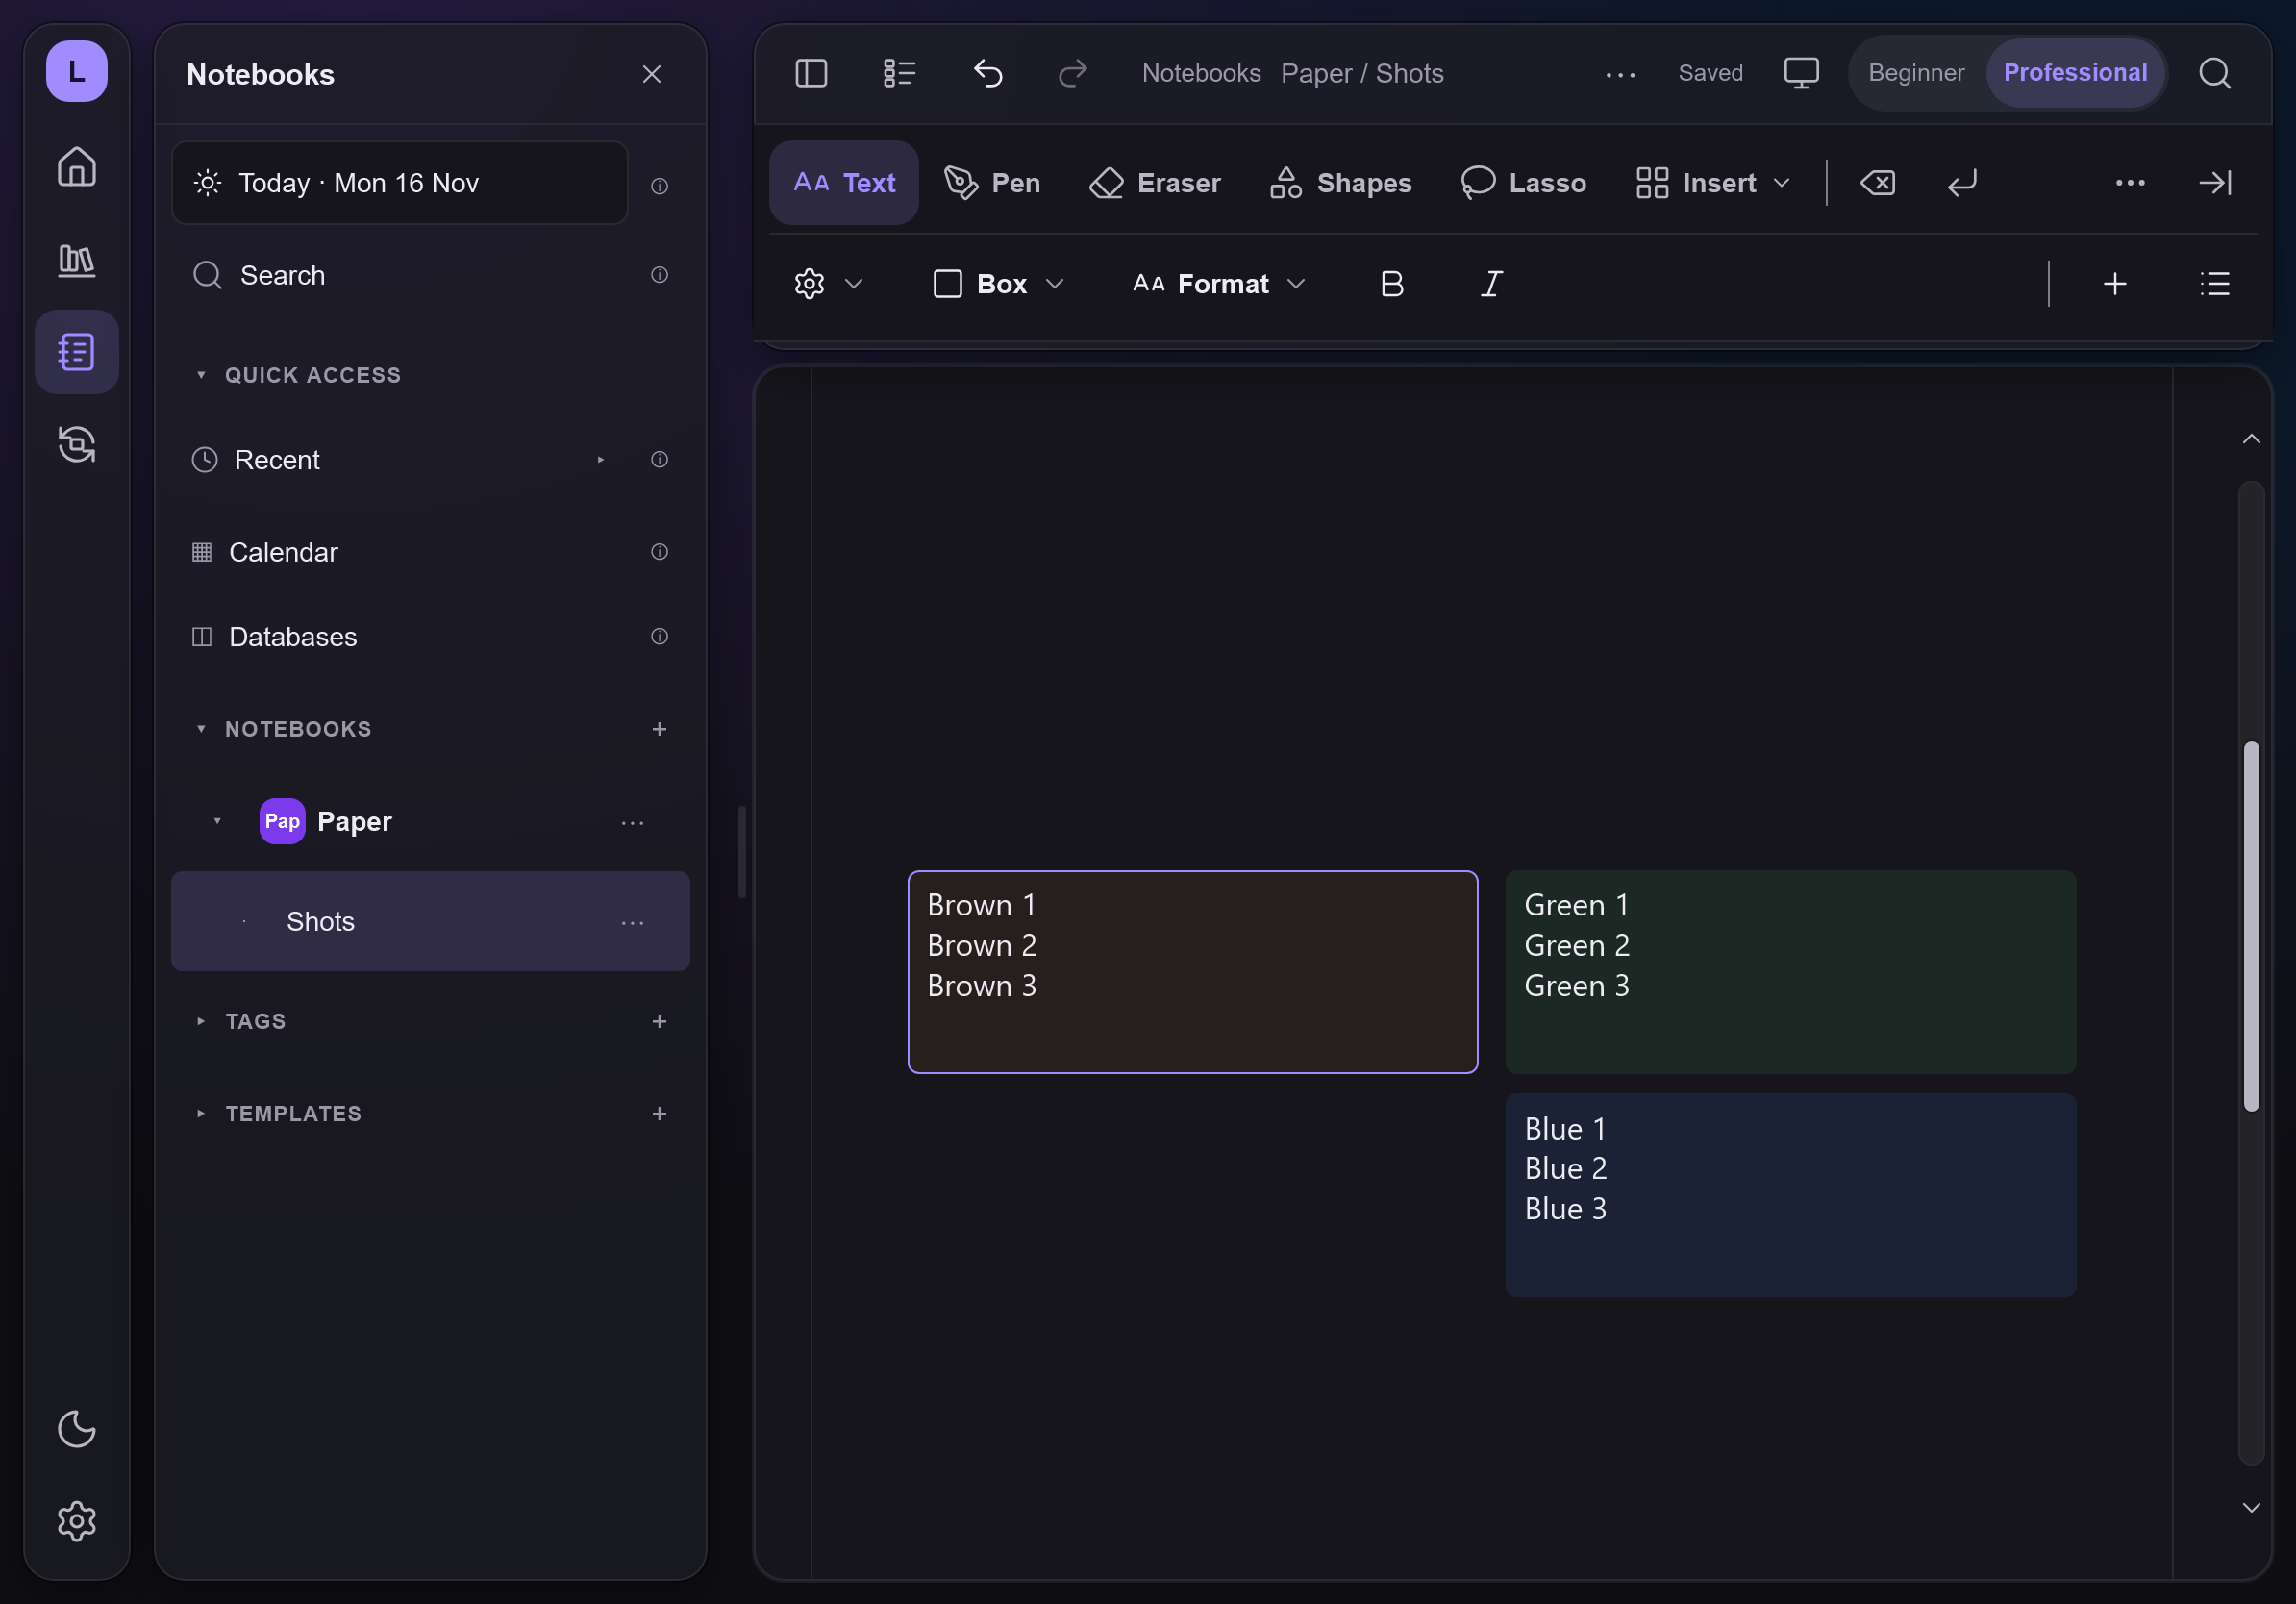 L
Notebooks
Today · Mon 16 Nov
Search
QUICK ACCESS
Recent
Calendar
Databases
NOTEBOOKS
Pap Paper
Shots
TAGS
TEMPLATES
Notebooks Paper / Shots
Saved
Beginner Professional
Text Pen Eraser Shapes Lasso Insert
Box Format B I
Brown 1
Brown 2
Brown 3
Green 1
Green 2
Green 3
Blue 1
Blue 2
Blue 3